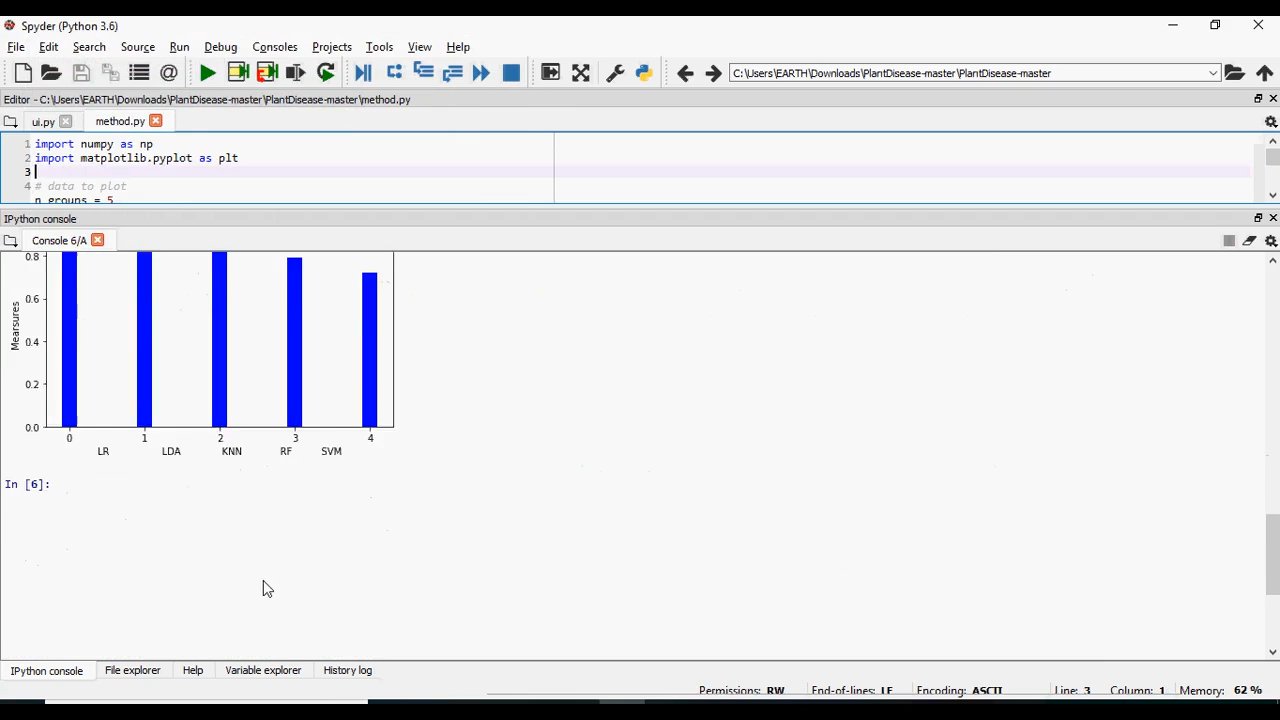 Spyder (Python 3.6)
File Edit Search Source Run Debug Consoles Projects Tools View Help
C:\Users\EARTH\Downloads\PlantDisease-master\PlantDisease-master
Editor - C:\Users\EARTH\Downloads\PlantDisease-master\PlantDisease-master\method.py
ui.py method.py
1 import numpy as np
2 import matplotlib.pyplot as plt
3
4 # data to plot
n_groups = 5
IPython console
Console 6/A
0.8
0.6
0.4
0.2
0.0
Mearsures
0 1 2 3 4
LR LDA KNN RF SVM
In [6]:
IPython console File explorer Help Variable explorer History log
Permissions: RW End-of-lines: LF Encoding: ASCII Line: 3 Column: 1 Memory: 62 %